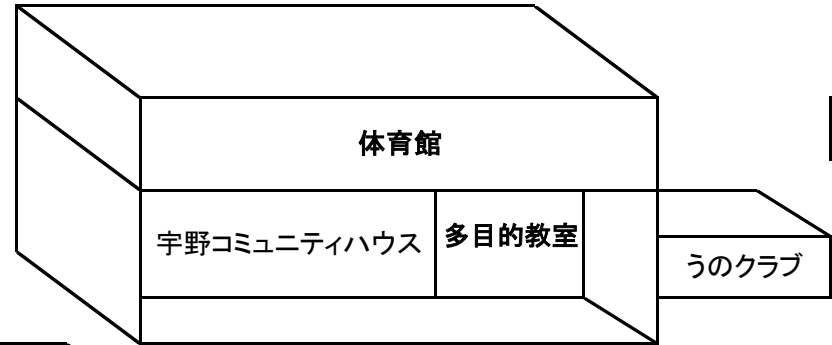 体育館
宇野コミュニティハウス
多目的教室
うのクラブ